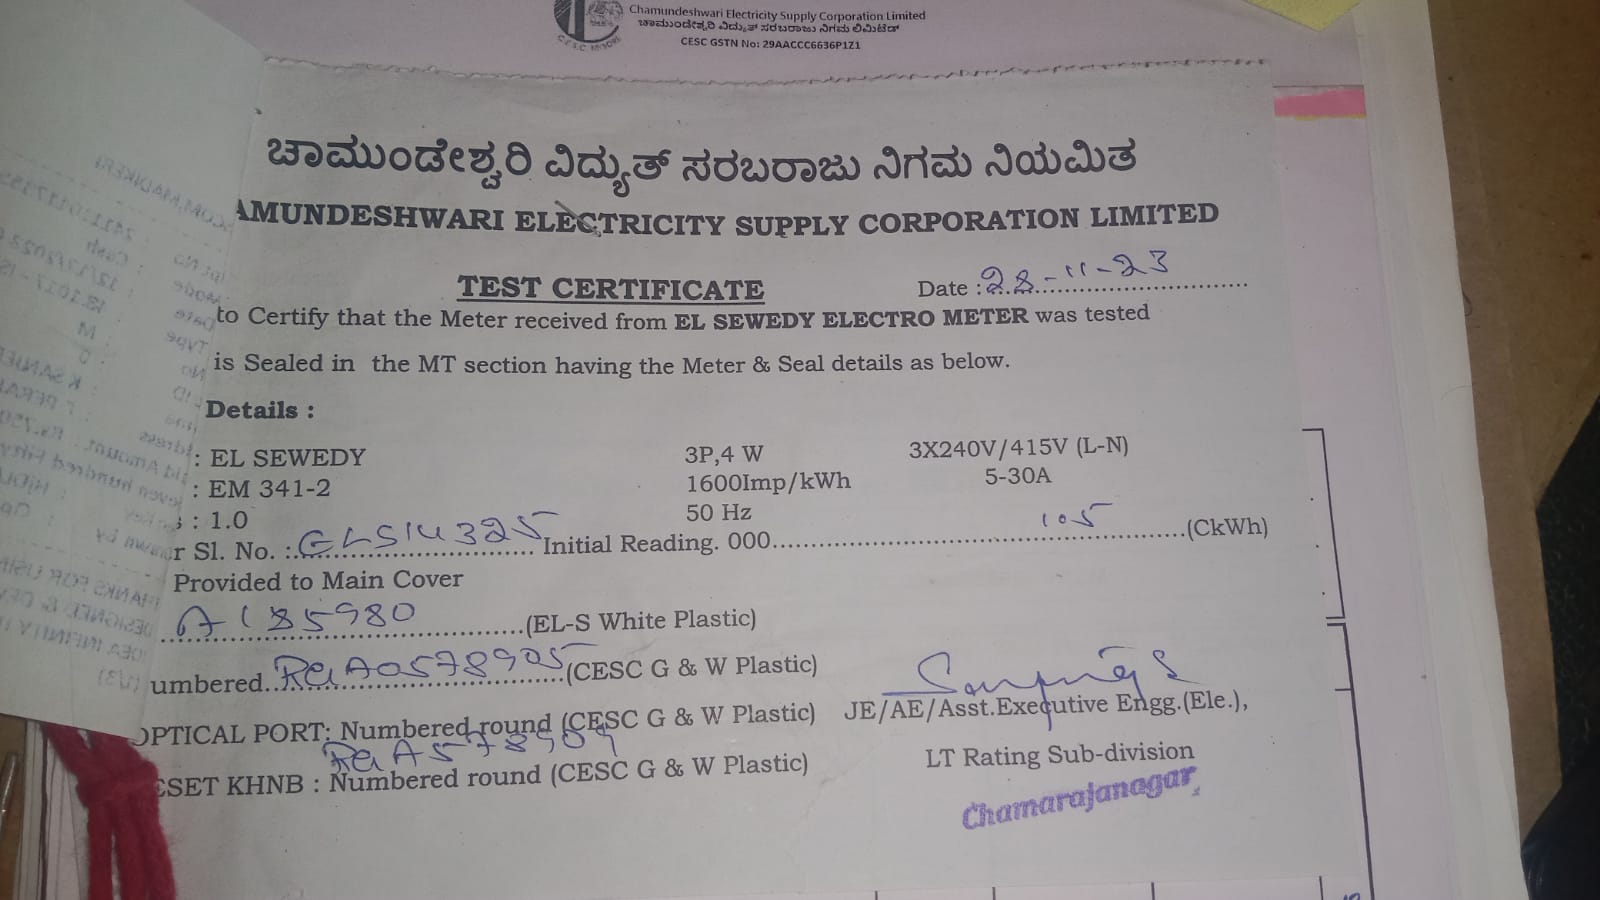 Chamundeshwari Electricity Supply Corporation Limited
ಚಾಮುಂಡೇಶ್ವರಿ ವಿದ್ಯುತ್ ಸರಬರಾಜು ನಿಗಮ ಲಿಮಿಟೆಡ್
CESC GSTN No: 29AACCC6636P1Z1
ಚಾಮುಂಡೇಶ್ವರಿ ವಿದ್ಯುತ್ ಸರಬರಾಜು ನಿಗಮ ನಿಯಮಿತ
AMUNDESHWARI ELECTRICITY SUPPLY CORPORATION LIMITED
TEST CERTIFICATE Date : 28-11-23
to Certify that the Meter received from EL SEWEDY ELECTRO METER was tested
is Sealed in the MT section having the Meter & Seal details as below.
Details :
: EL SEWEDY 3P,4 W 3X240V/415V (L-N)
: EM 341-2 1600Imp/kWh 5-30A
: 1.0 50 Hz
r Sl. No. : Initial Reading. 000 105 (CkWh)
Provided to Main Cover
A185980 (EL-S White Plastic)
umbered (CESC G & W Plastic)
OPTICAL PORT: Numbered round (CESC G & W Plastic) JE/AE/Asst.Executive Engg.(Ele.),
ESET KHNB : Numbered round (CESC G & W Plastic) LT Rating Sub-division
Chamarajanagar